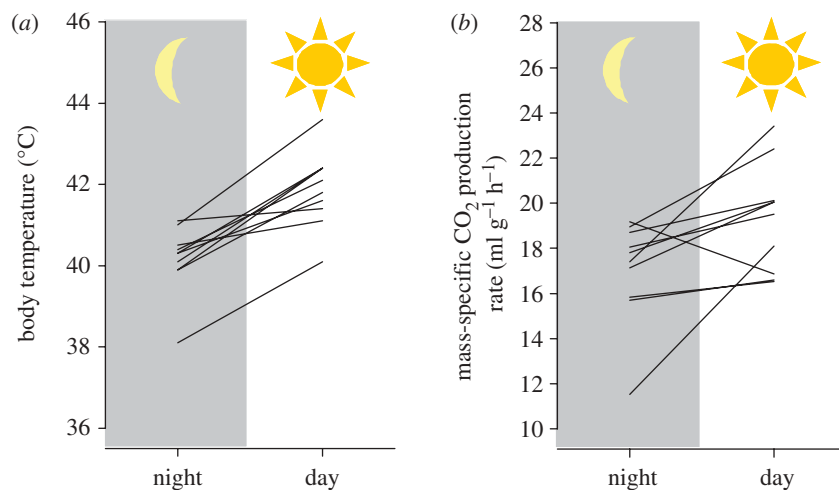 (a)
46
44
42
40
38
36
body temperature (°C)
night
day
(b)
28
26
24
22
20
18
16
14
12
10
mass-specific CO₂ production
rate (ml g⁻¹ h⁻¹)
night
day